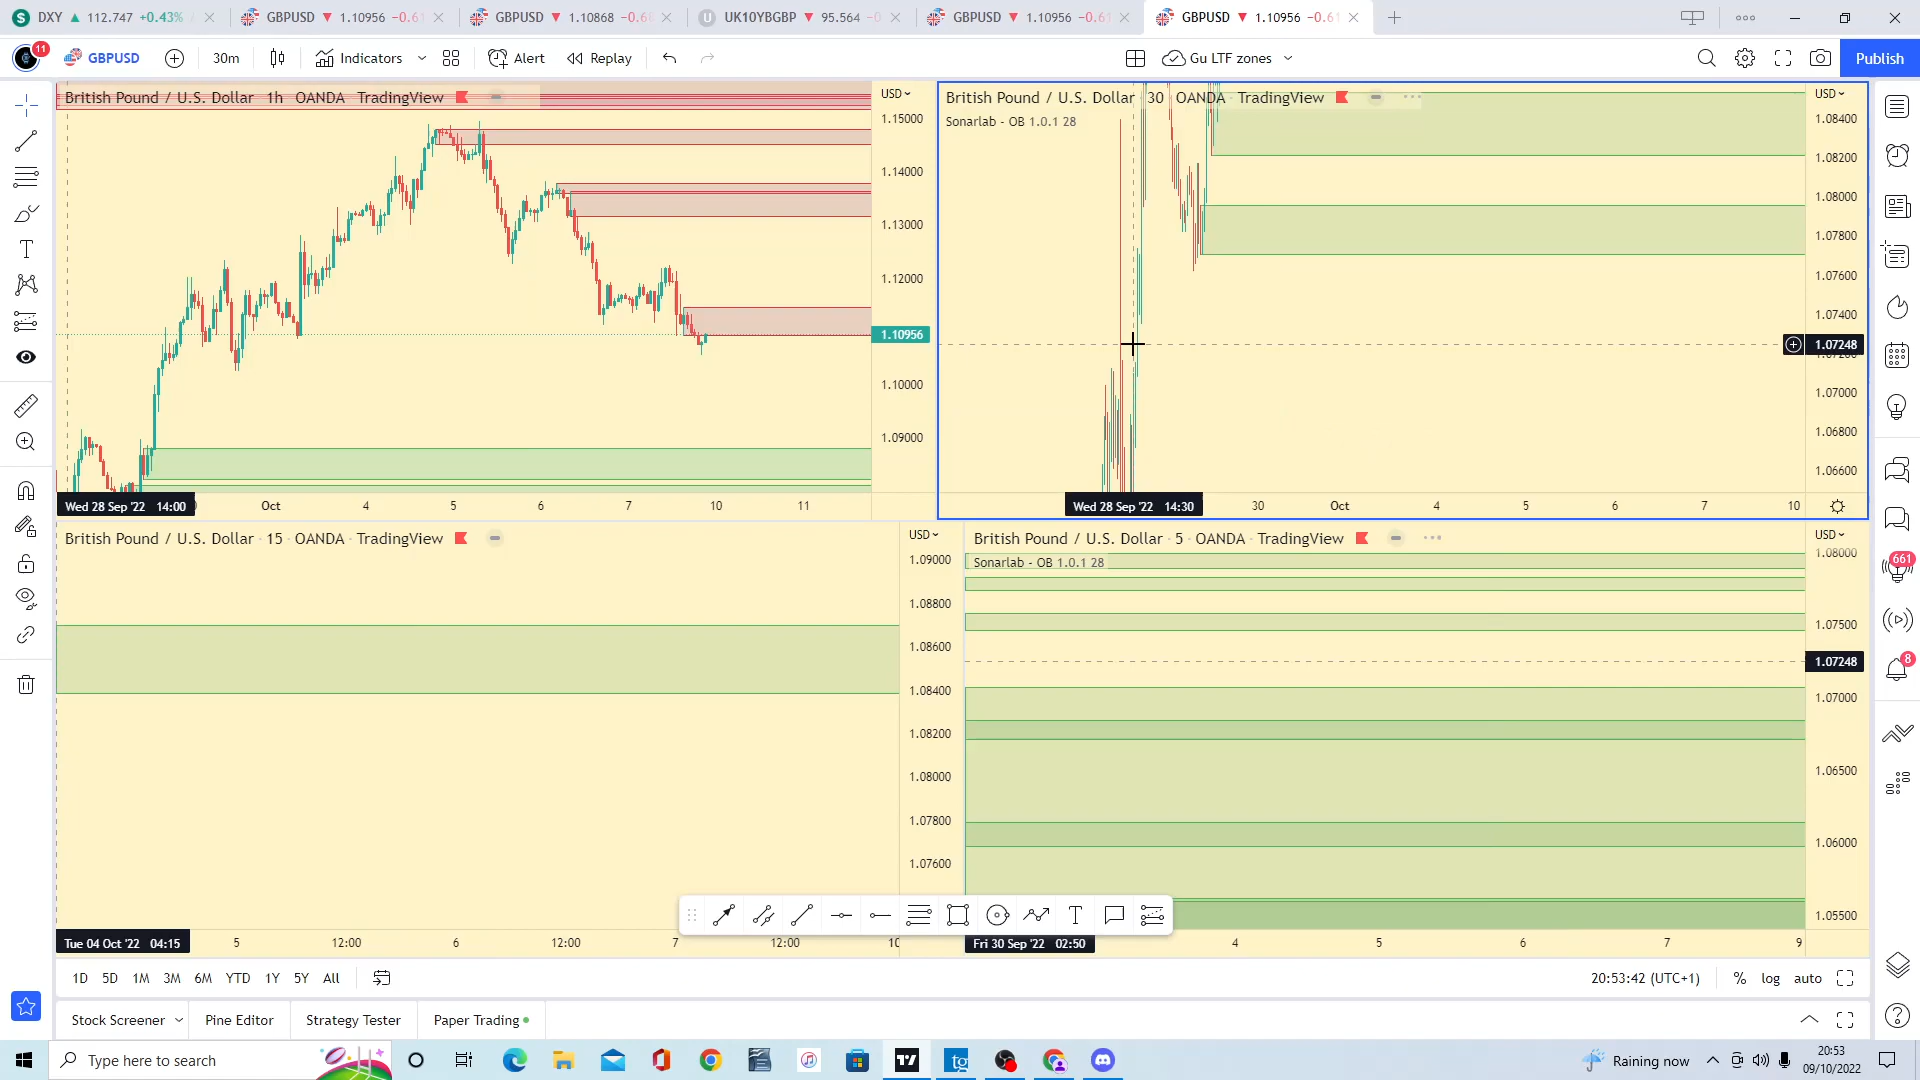 DXY ▲ 112.747 +0.43%
GBPUSD ▼ 1.10956 −0.61
GBPUSD ▼ 1.10868 −0.60
U UK10YBGBP ▼ 95.564 −0
GBPUSD ▼ 1.10956 −0.61
GBPUSD ▼ 1.10956 −0.61
11 GBPUSD 30m Indicators Alert Replay Gu LTF zones Publish
British Pound / U.S. Dollar 1h OANDA TradingView
USD
1.15000
1.14000
1.13000
1.12000
1.10956
1.10000
1.09000
Wed 28 Sep '22 14:00 Oct 4 5 6 7 10 11
British Pound / U.S. Dollar · 30 · OANDA · TradingView
Sonarlab - OB 1.0.1 28
USD
1.08400
1.08200
1.08000
1.07800
1.07600
1.07400
1.07248
1.07200
1.07000
1.06800
1.06600
Wed 28 Sep '22 14:30 30 Oct 4 5 6 7 10
British Pound / U.S. Dollar · 15 · OANDA · TradingView
USD
1.09000
1.08800
1.08600
1.08400
1.08200
1.08000
1.07800
1.07600
Tue 04 Oct '22 04:15 5 12:00 6 12:00 7 12:00
British Pound / U.S. Dollar · 5 · OANDA · TradingView
Sonarlab - OB 1.0.1 28
USD
1.08000
1.07500
1.07248
1.07000
1.06500
1.06000
1.05500
Fri 30 Sep '22 02:50 4 5 6 7 9
661
8
1D 5D 1M 3M 6M YTD 1Y 5Y All
20:53:42 (UTC+1) % log auto
Stock Screener Pine Editor Strategy Tester Paper Trading
Type here to search
tg
Raining now
20:53
09/10/2022